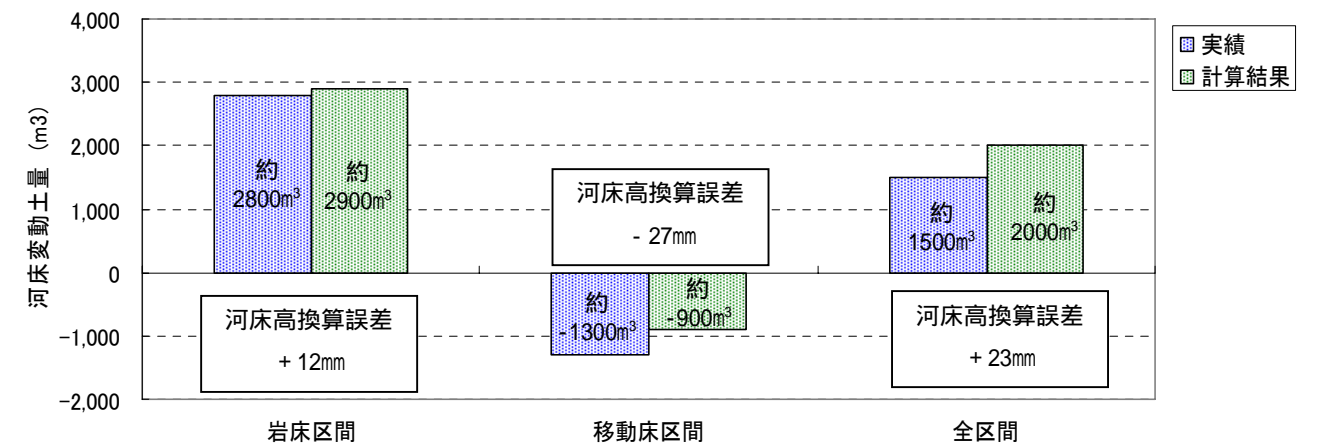 4,000
3,000
2,000
1,000
0
-1,000
-2,000
河床変動土量 (m3)
約
2800m³
約
2900m³
河床高換算誤差
+ 12mm
岩床区間
河床高換算誤差
- 27mm
約
-1300m³
約
-900m³
移動床区間
約
1500m³
約
2000m³
河床高換算誤差
+ 23mm
全区間
実績
計算結果